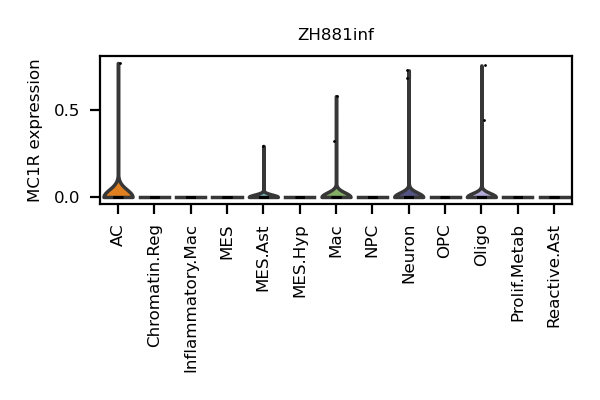 ZH881inf
MC1R expression
0.5
0.0
AC
Chromatin.Reg
Inflammatory.Mac
MES
MES.Ast
MES.Hyp
Mac
NPC
Neuron
OPC
Oligo
Prolif.Metab
Reactive.Ast